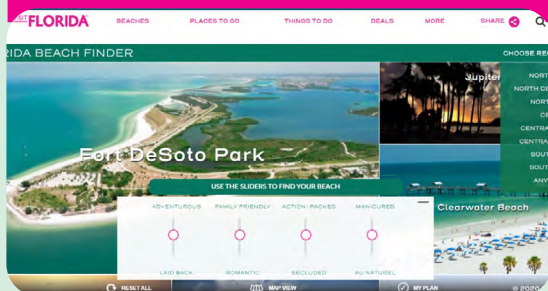 VISIT FLORIDA
BEACHES PLACES TO GO THINGS TO DO DEALS MORE SHARE
RIDA BEACH FINDER
CHOOSE RE
Jupiter
NORT
NORTH CE
NORT
CE
CENTRA
CENTRA
SOUT
SOUT
ANY
Fort DeSoto Park
USE THE SLIDERS TO FIND YOUR BEACH
ADVENTUROUS FAMILY FRIENDLY ACTION-PACKED MANICURED
Clearwater Beach
LAID BACK ROMANTIC SECLUDED AU NATUREL
RESET ALL MAP VIEW MY PLAN © 2020